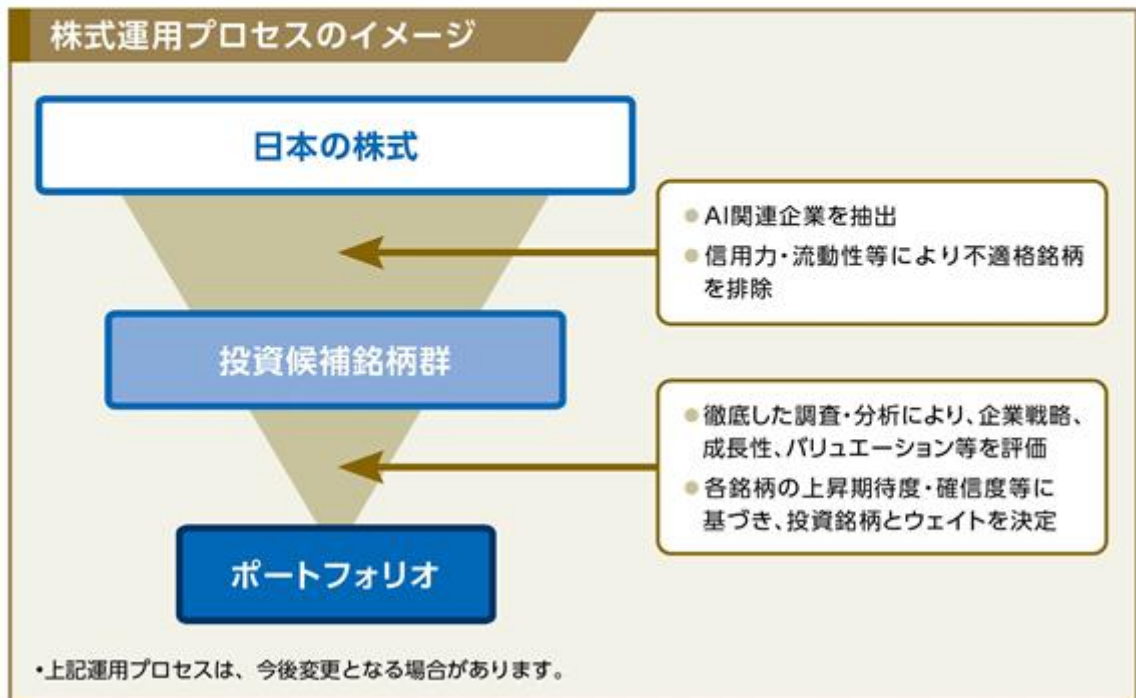 株式運用プロセスのイメージ
日本の株式
●AI関連企業を抽出
●信用力・流動性等により不適格銘柄
を排除
投資候補銘柄群
●徹底した調査・分析により、企業戦略、
成長性、バリュエーション等を評価
●各銘柄の上昇期待度・確信度等に
基づき、投資銘柄とウェイトを決定
ポートフォリオ
•上記運用プロセスは、今後変更となる場合があります。